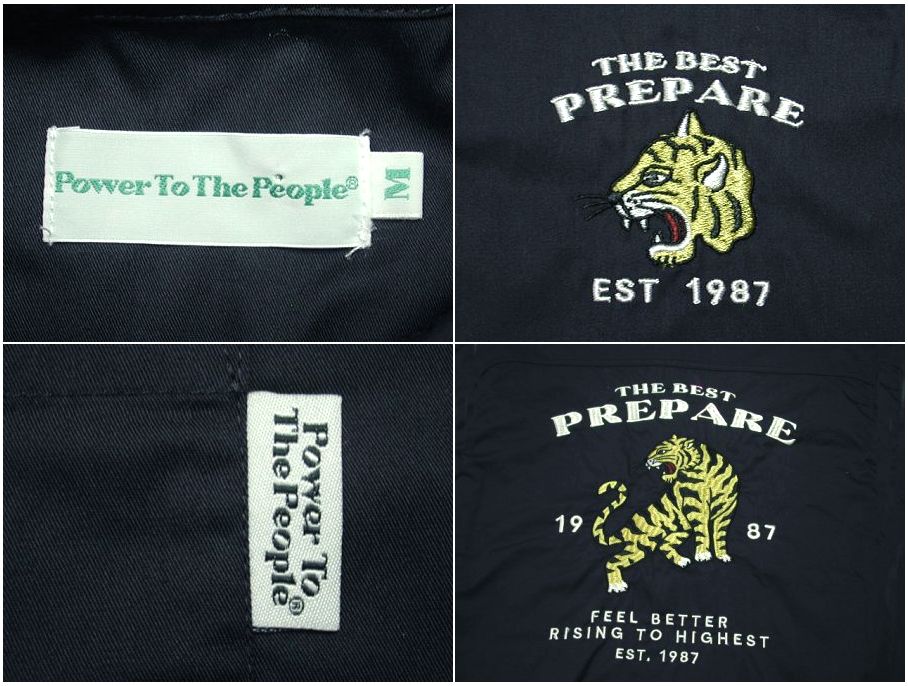 Power To The People®
M
THE BEST
PREPARE
EST 1987
Power To
The People®
THE BEST
PREPARE
19 87
FEEL BETTER
RISING TO HIGHEST
EST, 1987